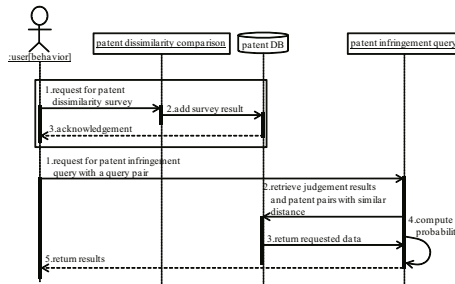 :user[behavior]
patent dissimilarity comparison
patent DB
patent infringement query
1.request for patent
dissimilarity survey
2.add survey result
3.acknowledgement
1.request for patent infringement
query with a query pair
2.retrieve judgement results
and patent pairs with similar
distance
3.return requested data
4.compute
probability
5.return results